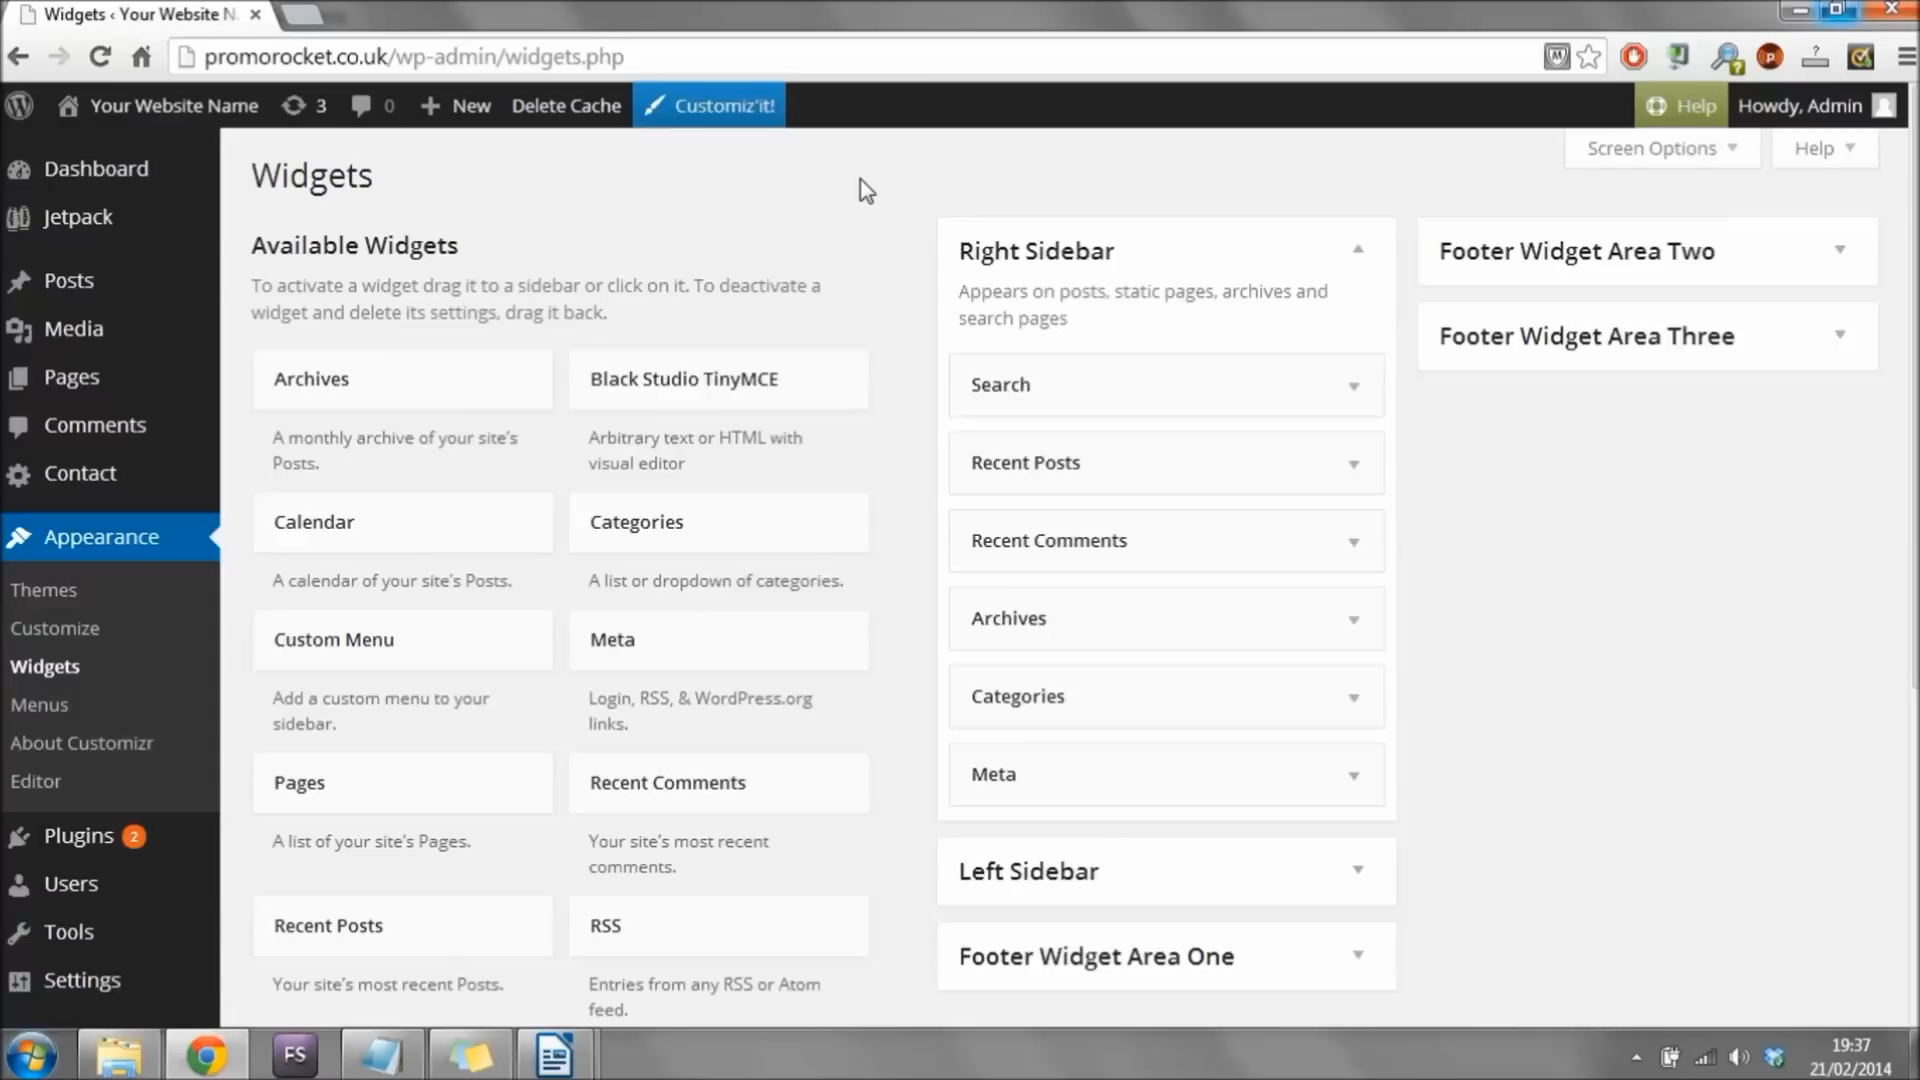 Widgets ‹ Your Website N
promorocket.co.uk/wp-admin/widgets.php
Your Website Name 3 0 New Delete Cache Customiz'it! Help Howdy, Admin
Screen Options Help
Dashboard
Jetpack
Posts
Media
Pages
Comments
Contact
Appearance
Themes
Customize
Widgets
Menus
About Customizr
Editor
Plugins 2
Users
Tools
Settings
Widgets
Available Widgets
To activate a widget drag it to a sidebar or click on it. To deactivate a
widget and delete its settings, drag it back.
Archives
A monthly archive of your site's
Posts.
Black Studio TinyMCE
Arbitrary text or HTML with
visual editor
Calendar
A calendar of your site's Posts.
Categories
A list or dropdown of categories.
Custom Menu
Add a custom menu to your
sidebar.
Meta
Login, RSS, & WordPress.org
links.
Pages
A list of your site's Pages.
Recent Comments
Your site's most recent
comments.
Recent Posts
Your site's most recent Posts.
RSS
Entries from any RSS or Atom
feed.
Right Sidebar
Appears on posts, static pages, archives and
search pages
Search
Recent Posts
Recent Comments
Archives
Categories
Meta
Left Sidebar
Footer Widget Area One
Footer Widget Area Two
Footer Widget Area Three
FS
19:37
21/02/2014